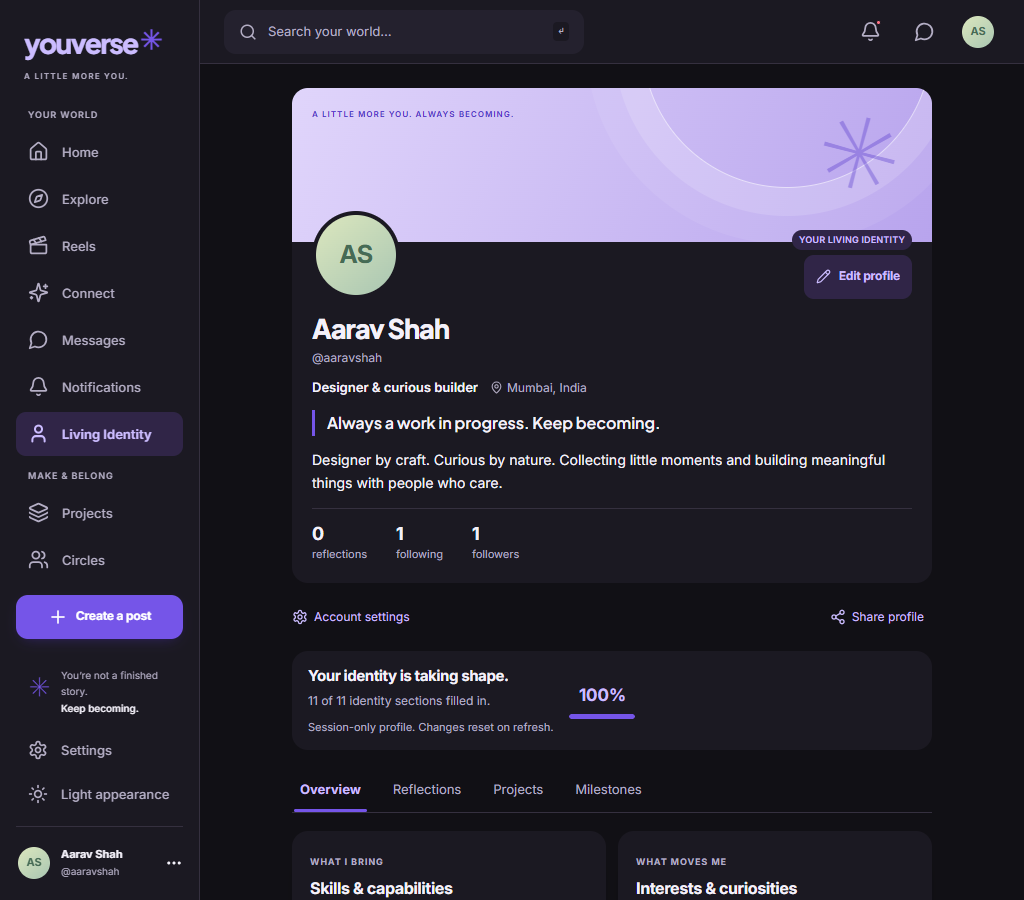 youverse
A LITTLE MORE YOU.
YOUR WORLD
Home
Explore
Reels
Connect
Messages
Notifications
Living Identity
MAKE & BELONG
Projects
Circles
Create a post
You're not a finished
story.
Keep becoming.
Settings
Light appearance
AS
Aarav Shah
@aaravshah
Search your world...
AS
A LITTLE MORE YOU. ALWAYS BECOMING.
AS
YOUR LIVING IDENTITY
Edit profile
Aarav Shah
@aaravshah
Designer & curious builder
Mumbai, India
Always a work in progress. Keep becoming.
Designer by craft. Curious by nature. Collecting little moments and building meaningful
things with people who care.
0 1 1
reflections following followers
Account settings
Share profile
Your identity is taking shape.
11 of 11 identity sections filled in.
Session-only profile. Changes reset on refresh.
100%
Overview Reflections Projects Milestones
WHAT I BRING
Skills & capabilities
WHAT MOVES ME
Interests & curiosities